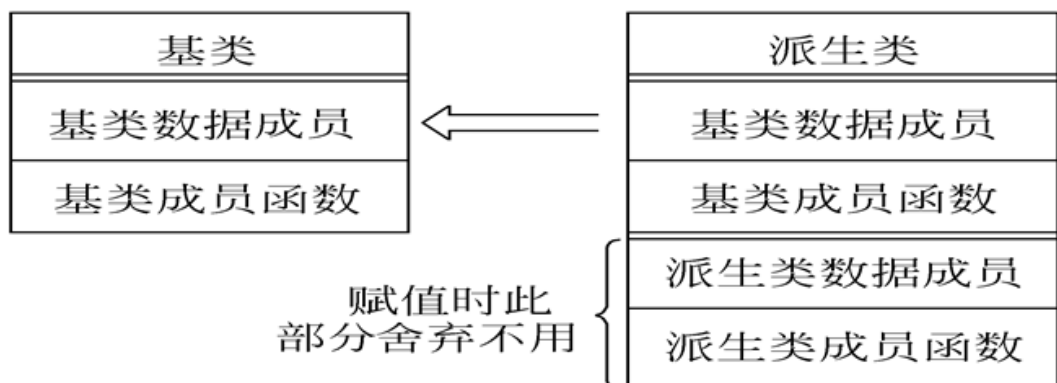 基类
基类数据成员
基类成员函数
派生类
基类数据成员
基类成员函数
派生类数据成员
派生类成员函数
赋值时此
部分舍弃不用